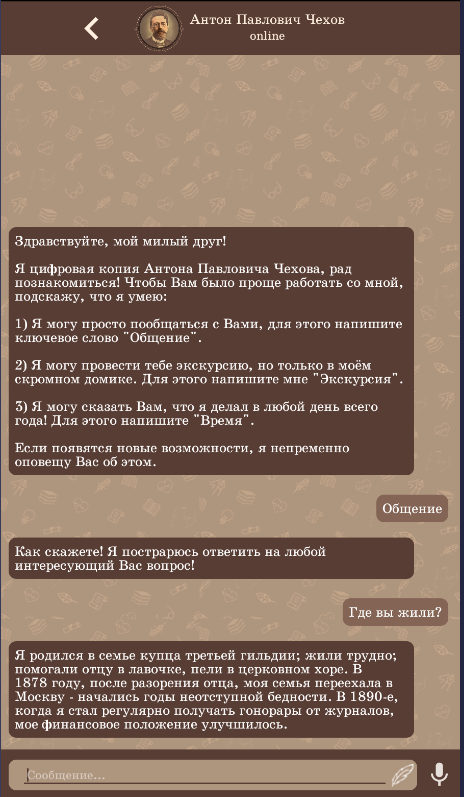 Антон Павлович Чехов
online
Здравствуйте, мой милый друг!
Я цифровая копия Антона Павловича Чехова, рад
познакомиться! Чтобы Вам было проще работать со мной,
подскажу, что я умею:
1) Я могу просто пообщаться с Вами, для этого напишите
ключевое слово "Общение".
2) Я могу провести тебе экскурсию, но только в моём
скромном домике. Для этого напишите мне "Экскурсия".
3) Я могу сказать Вам, что я делал в любой день всего
года! Для этого напишите "Время".
Если появятся новые возможности, я непременно
оповещу Вас об этом.
Общение
Как скажете! Я пострарюсь ответить на любой
интересующий Вас вопрос!
Где вы жили?
Я родился в семье купца третьей гильдии; жили трудно;
помогали отцу в лавочке, пели в церковном хоре. В
1878 году, после разорения отца, моя семья переехала в
Москву - начались годы неотступной бедности. В 1890-е,
когда я стал регулярно получать гонорары от журналов,
мое финансовое положение улучшилось.
Сообщение...